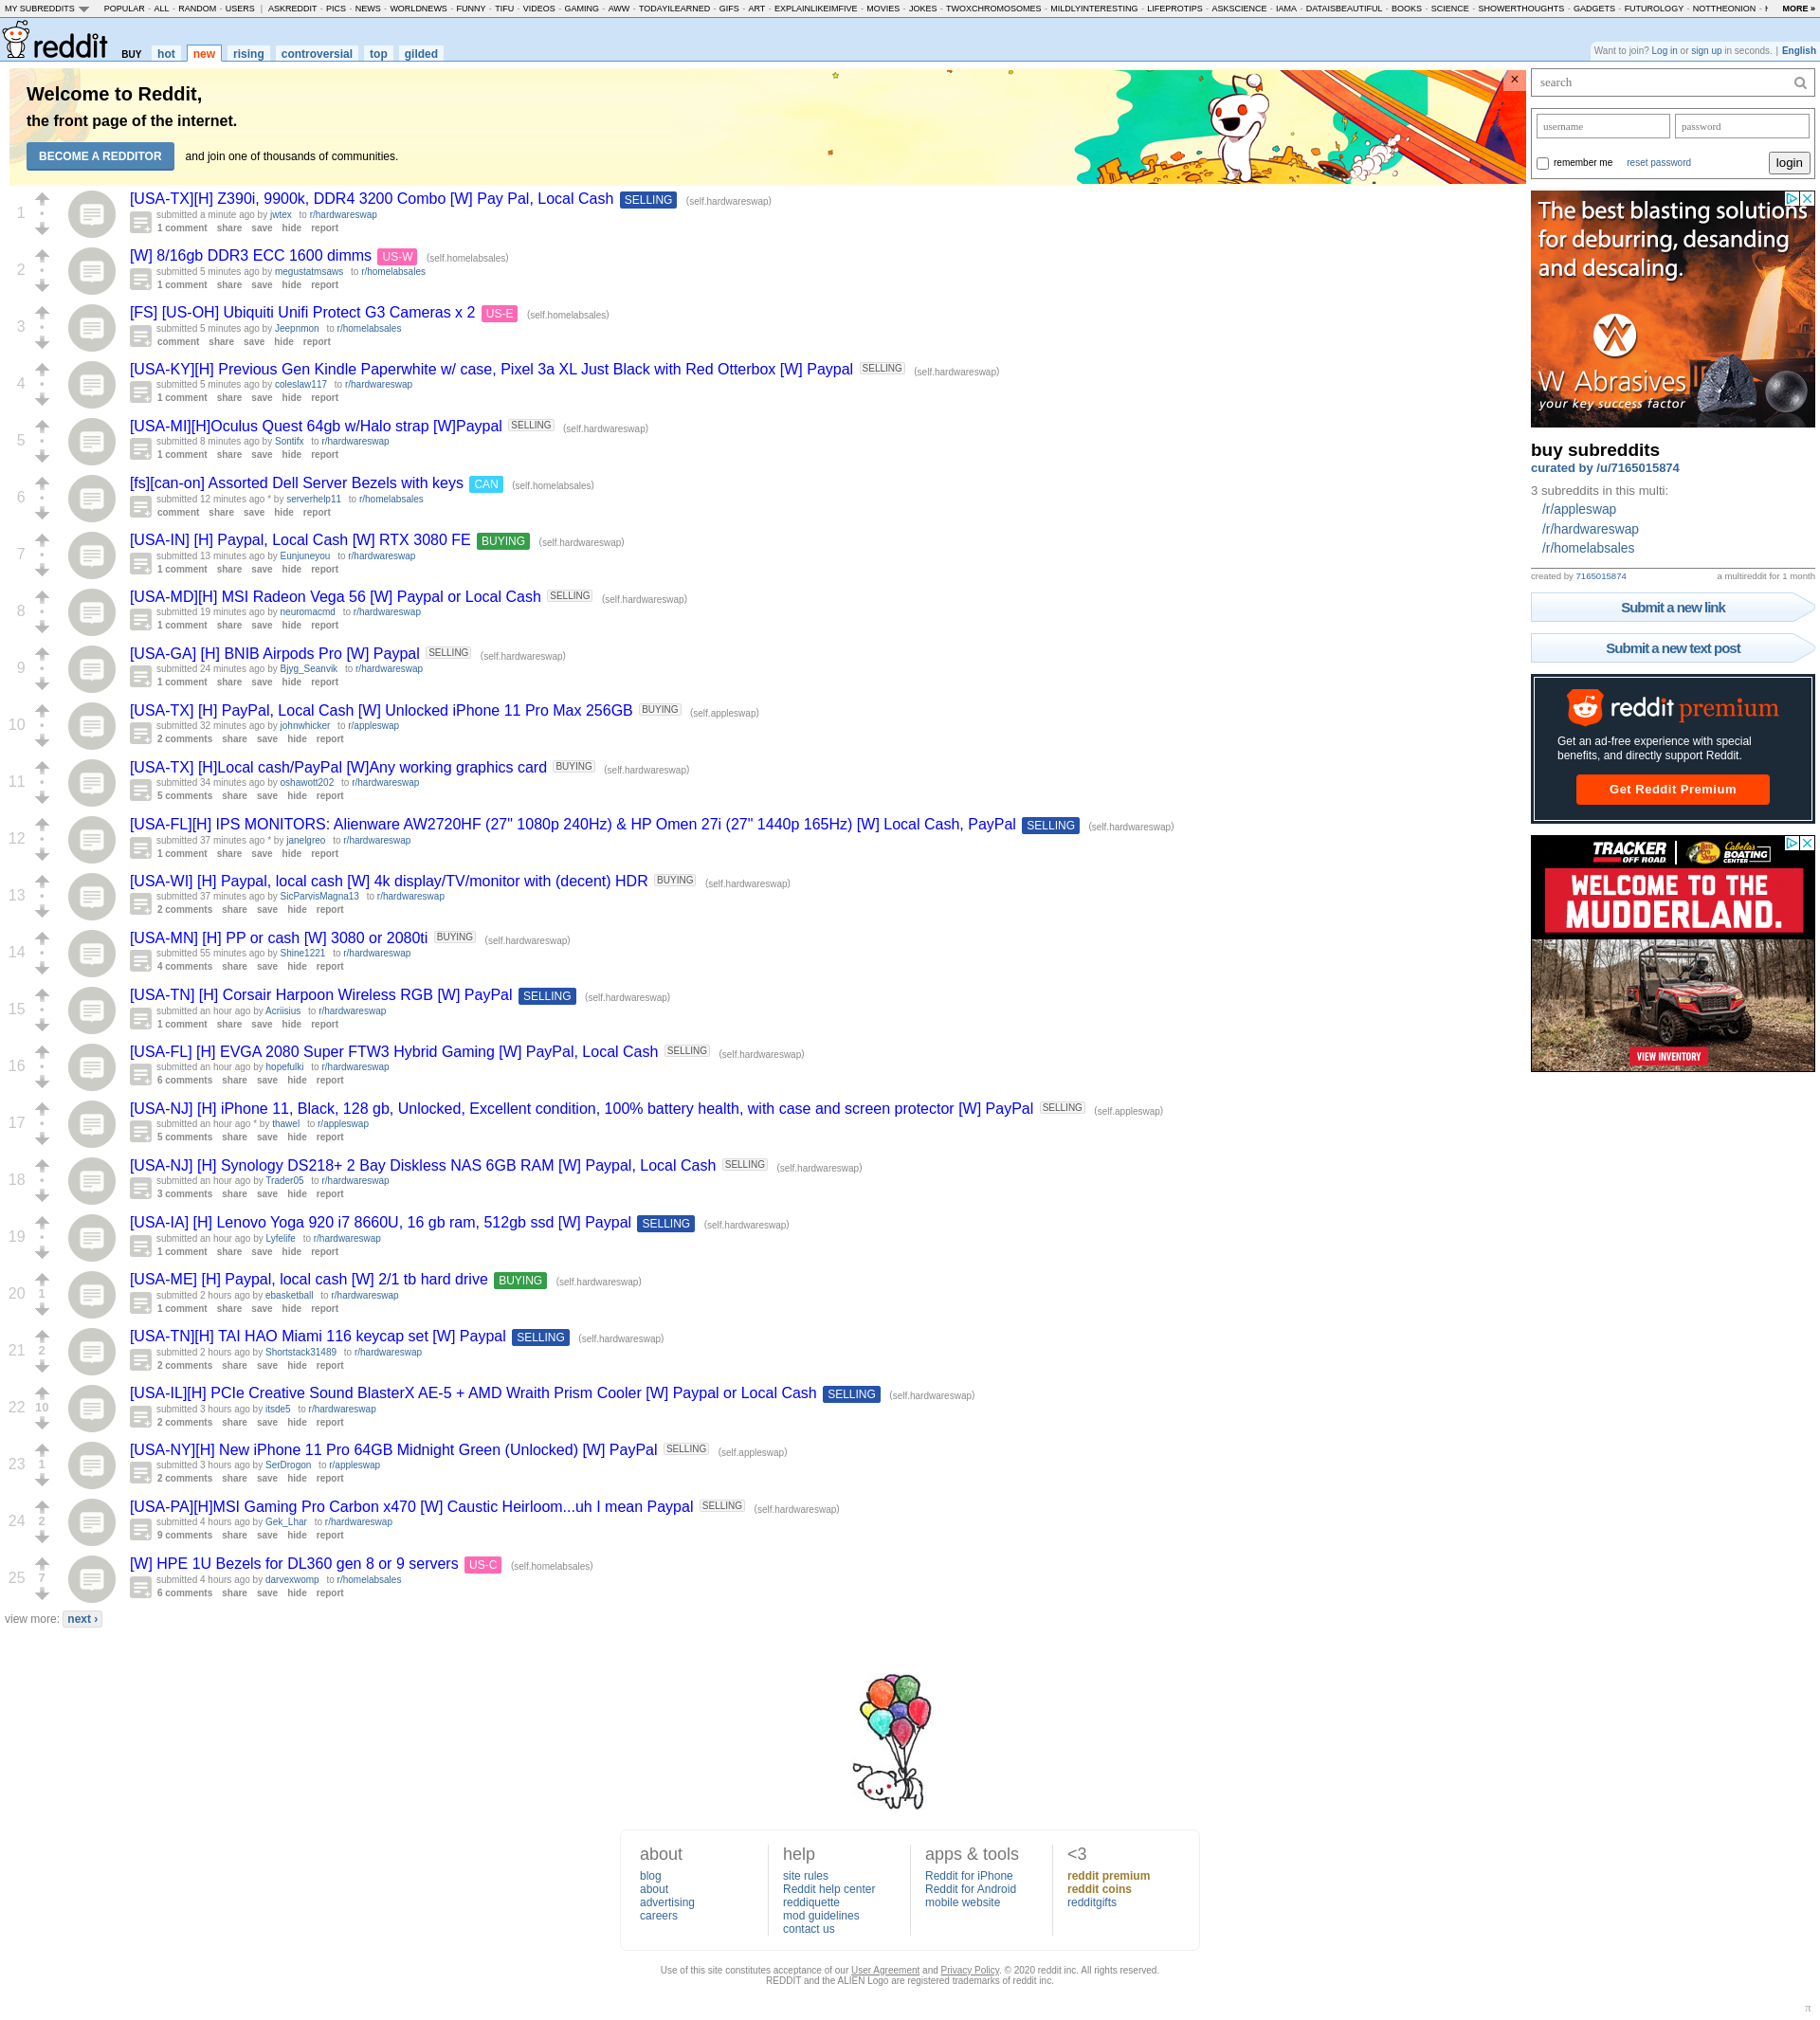 MY SUBREDDITS POPULAR - ALL - RANDOM - USERS | ASKREDDIT - PICS - NEWS - WORLDNEWS - FUNNY - TIFU - VIDEOS - GAMING - AWW - TODAYILEARNED - GIFS - ART - EXPLAINLIKEIMFIVE - MOVIES - JOKES - TWOXCHROMOSOMES - MILDLYINTERESTING - LIFEPROTIPS - ASKSCIENCE - IAMA - DATAISBEAUTIFUL - BOOKS - SCIENCE - SHOWERTHOUGHTS - GADGETS - FUTUROLOGY - NOTTHEONION - MORE »
reddit BUY hot new rising controversial top gilded
Want to join? Log in or sign up in seconds. | English
Welcome to Reddit,
the front page of the internet.
BECOME A REDDITOR and join one of thousands of communities.
×
1
[USA-TX][H] Z390i, 9900k, DDR4 3200 Combo [W] Pay Pal, Local Cash SELLING (self.hardwareswap)
submitted a minute ago by jwtex to r/hardwareswap
1 comment share save hide report
2
[W] 8/16gb DDR3 ECC 1600 dimms US-W (self.homelabsales)
submitted 5 minutes ago by megustatmsaws to r/homelabsales
1 comment share save hide report
3
[FS] [US-OH] Ubiquiti Unifi Protect G3 Cameras x 2 US-E (self.homelabsales)
submitted 5 minutes ago by Jeepnmon to r/homelabsales
comment share save hide report
4
[USA-KY][H] Previous Gen Kindle Paperwhite w/ case, Pixel 3a XL Just Black with Red Otterbox [W] Paypal SELLING (self.hardwareswap)
submitted 5 minutes ago by coleslaw117 to r/hardwareswap
1 comment share save hide report
5
[USA-MI][H]Oculus Quest 64gb w/Halo strap [W]Paypal SELLING (self.hardwareswap)
submitted 8 minutes ago by Sontifx to r/hardwareswap
1 comment share save hide report
6
[fs][can-on] Assorted Dell Server Bezels with keys CAN (self.homelabsales)
submitted 12 minutes ago * by serverhelp11 to r/homelabsales
comment share save hide report
7
[USA-IN] [H] Paypal, Local Cash [W] RTX 3080 FE BUYING (self.hardwareswap)
submitted 13 minutes ago by Eunjuneyou to r/hardwareswap
1 comment share save hide report
8
[USA-MD][H] MSI Radeon Vega 56 [W] Paypal or Local Cash SELLING (self.hardwareswap)
submitted 19 minutes ago by neuromacmd to r/hardwareswap
1 comment share save hide report
9
[USA-GA] [H] BNIB Airpods Pro [W] Paypal SELLING (self.hardwareswap)
submitted 24 minutes ago by Bjyg_Seanvik to r/hardwareswap
1 comment share save hide report
10
[USA-TX] [H] PayPal, Local Cash [W] Unlocked iPhone 11 Pro Max 256GB BUYING (self.appleswap)
submitted 32 minutes ago by johnwhicker to r/appleswap
2 comments share save hide report
11
[USA-TX] [H]Local cash/PayPal [W]Any working graphics card BUYING (self.hardwareswap)
submitted 34 minutes ago by oshawott202 to r/hardwareswap
5 comments share save hide report
12
[USA-FL][H] IPS MONITORS: Alienware AW2720HF (27" 1080p 240Hz) & HP Omen 27i (27" 1440p 165Hz) [W] Local Cash, PayPal SELLING (self.hardwareswap)
submitted 37 minutes ago * by janelgreo to r/hardwareswap
1 comment share save hide report
13
[USA-WI] [H] Paypal, local cash [W] 4k display/TV/monitor with (decent) HDR BUYING (self.hardwareswap)
submitted 37 minutes ago by SicParvisMagna13 to r/hardwareswap
2 comments share save hide report
14
[USA-MN] [H] PP or cash [W] 3080 or 2080ti BUYING (self.hardwareswap)
submitted 55 minutes ago by Shine1221 to r/hardwareswap
4 comments share save hide report
15
[USA-TN] [H] Corsair Harpoon Wireless RGB [W] PayPal SELLING (self.hardwareswap)
submitted an hour ago by Acriisius to r/hardwareswap
1 comment share save hide report
16
[USA-FL] [H] EVGA 2080 Super FTW3 Hybrid Gaming [W] PayPal, Local Cash SELLING (self.hardwareswap)
submitted an hour ago by hopefulki to r/hardwareswap
6 comments share save hide report
17
[USA-NJ] [H] iPhone 11, Black, 128 gb, Unlocked, Excellent condition, 100% battery health, with case and screen protector [W] PayPal SELLING (self.appleswap)
submitted an hour ago * by thawel to r/appleswap
5 comments share save hide report
18
[USA-NJ] [H] Synology DS218+ 2 Bay Diskless NAS 6GB RAM [W] Paypal, Local Cash SELLING (self.hardwareswap)
submitted an hour ago by Trader05 to r/hardwareswap
3 comments share save hide report
19
[USA-IA] [H] Lenovo Yoga 920 i7 8660U, 16 gb ram, 512gb ssd [W] Paypal SELLING (self.hardwareswap)
submitted an hour ago by Lyfelife to r/hardwareswap
1 comment share save hide report
20 1
[USA-ME] [H] Paypal, local cash [W] 2/1 tb hard drive BUYING (self.hardwareswap)
submitted 2 hours ago by ebasketball to r/hardwareswap
1 comment share save hide report
21 2
[USA-TN][H] TAI HAO Miami 116 keycap set [W] Paypal SELLING (self.hardwareswap)
submitted 2 hours ago by Shortstack31489 to r/hardwareswap
2 comments share save hide report
22 10
[USA-IL][H] PCIe Creative Sound BlasterX AE-5 + AMD Wraith Prism Cooler [W] Paypal or Local Cash SELLING (self.hardwareswap)
submitted 3 hours ago by itsde5 to r/hardwareswap
2 comments share save hide report
23 1
[USA-NY][H] New iPhone 11 Pro 64GB Midnight Green (Unlocked) [W] PayPal SELLING (self.appleswap)
submitted 3 hours ago by SerDrogon to r/appleswap
2 comments share save hide report
24 2
[USA-PA][H]MSI Gaming Pro Carbon x470 [W] Caustic Heirloom...uh I mean Paypal SELLING (self.hardwareswap)
submitted 4 hours ago by Gek_Lhar to r/hardwareswap
9 comments share save hide report
25 7
[W] HPE 1U Bezels for DL360 gen 8 or 9 servers US-C (self.homelabsales)
submitted 4 hours ago by darvexwomp to r/homelabsales
6 comments share save hide report
view more: next ›
search
username password
remember me reset password login
The best blasting solutions
for deburring, desanding
and descaling.
W Abrasives
your key success factor
buy subreddits
curated by /u/7165015874
3 subreddits in this multi:
/r/appleswap
/r/hardwareswap
/r/homelabsales
created by 7165015874 a multireddit for 1 month
Submit a new link
Submit a new text post
reddit premium
Get an ad-free experience with special
benefits, and directly support Reddit.
Get Reddit Premium
TRACKER OFF ROAD Bass Pro Shops Cabela's BOATING CENTER
WELCOME TO THE
MUDDERLAND.
VIEW INVENTORY
about
blog
about
advertising
careers
help
site rules
Reddit help center
reddiquette
mod guidelines
contact us
apps & tools
Reddit for iPhone
Reddit for Android
mobile website
<3
reddit premium
reddit coins
redditgifts
Use of this site constitutes acceptance of our User Agreement and Privacy Policy. © 2020 reddit inc. All rights reserved.
REDDIT and the ALIEN Logo are registered trademarks of reddit inc.
π